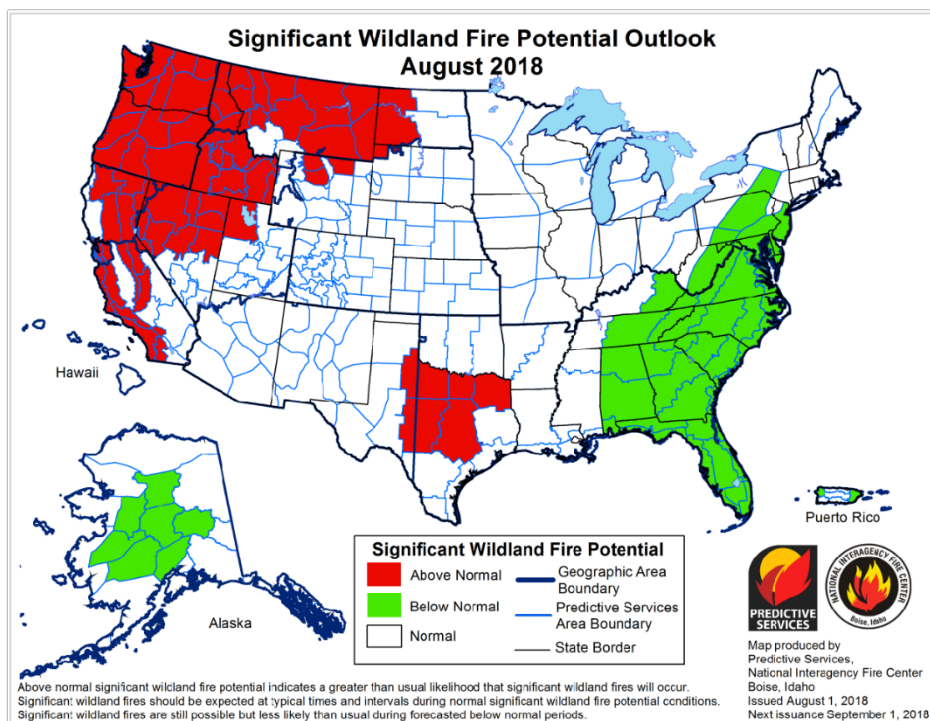 Significant Wildland Fire Potential Outlook
August 2018
Hawaii
Alaska
Puerto Rico
Significant Wildland Fire Potential
Above Normal
Below Normal
Normal
Geographic Area
Boundary
Predictive Services
Area Boundary
State Border
PREDICTIVE
SERVICES
NATIONAL INTERAGENCY FIRE CENTER
Boise, Idaho
Map produced by
Predictive Services,
National Interagency Fire Center
Boise, Idaho
Issued August 1, 2018
Next issuance September 1, 2018
Above normal significant wildland fire potential indicates a greater than usual likelihood that significant wildland fires will occur.
Significant wildland fires should be expected at typical times and intervals during normal significant wildland fire potential conditions.
Significant wildland fires are still possible but less likely than usual during forecasted below normal periods.